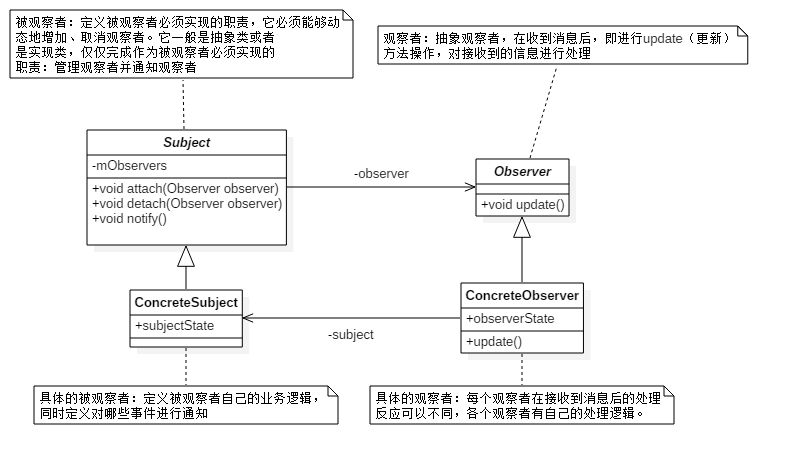 被观察者：定义被观察者必须实现的职责，它必须能够动
态地增加、取消观察者。它一般是抽象类或者
是实现类，仅仅完成作为被观察者必须实现的
职责：管理观察者并通知观察者
观察者：抽象观察者，在收到消息后，即进行update（更新）
方法操作，对接收到的信息进行处理
Subject
-mObservers
+void attach(Observer observer)
+void detach(Observer observer)
+void notify()
-observer
Observer
+void update()
ConcreteSubject
+subjectState
-subject
ConcreteObserver
+observerState
+update()
具体的被观察者：定义被观察者自己的业务逻辑，
同时定义对哪些事件进行通知
具体的观察者：每个观察者在接收到消息后的处理
反应可以不同，各个观察者有自己的处理逻辑。